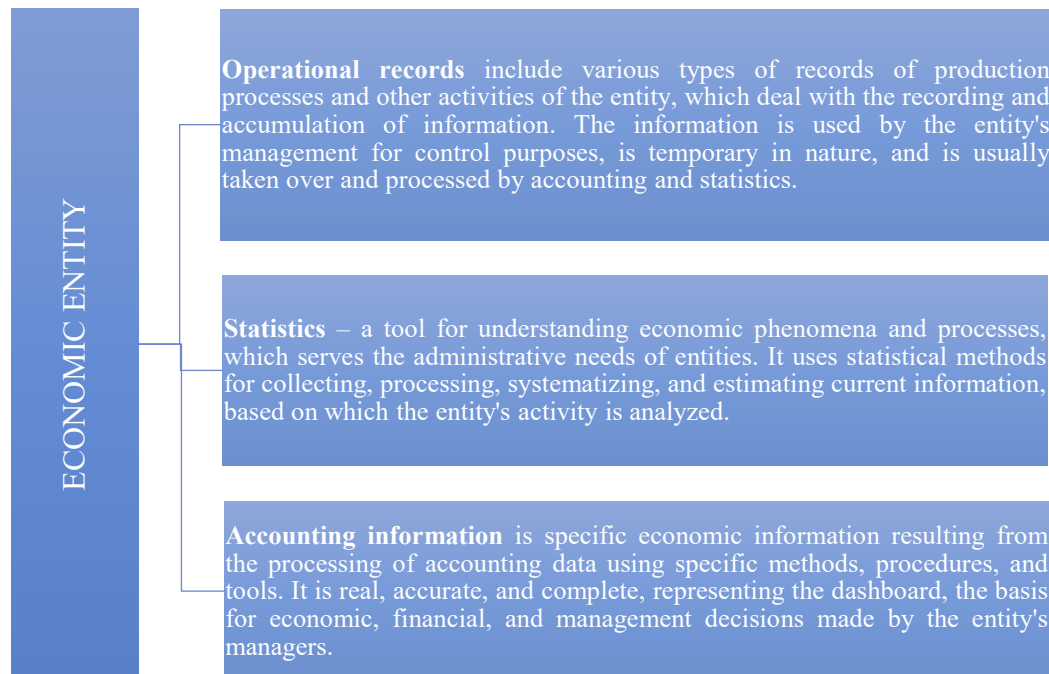 ECONOMIC ENTITY
Operational records include various types of records of production
processes and other activities of the entity, which deal with the recording and
accumulation of information. The information is used by the entity's
management for control purposes, is temporary in nature, and is usually
taken over and processed by accounting and statistics.
Statistics – a tool for understanding economic phenomena and processes,
which serves the administrative needs of entities. It uses statistical methods
for collecting, processing, systematizing, and estimating current information,
based on which the entity's activity is analyzed.
Accounting information is specific economic information resulting from
the processing of accounting data using specific methods, procedures, and
tools. It is real, accurate, and complete, representing the dashboard, the basis
for economic, financial, and management decisions made by the entity's
managers.